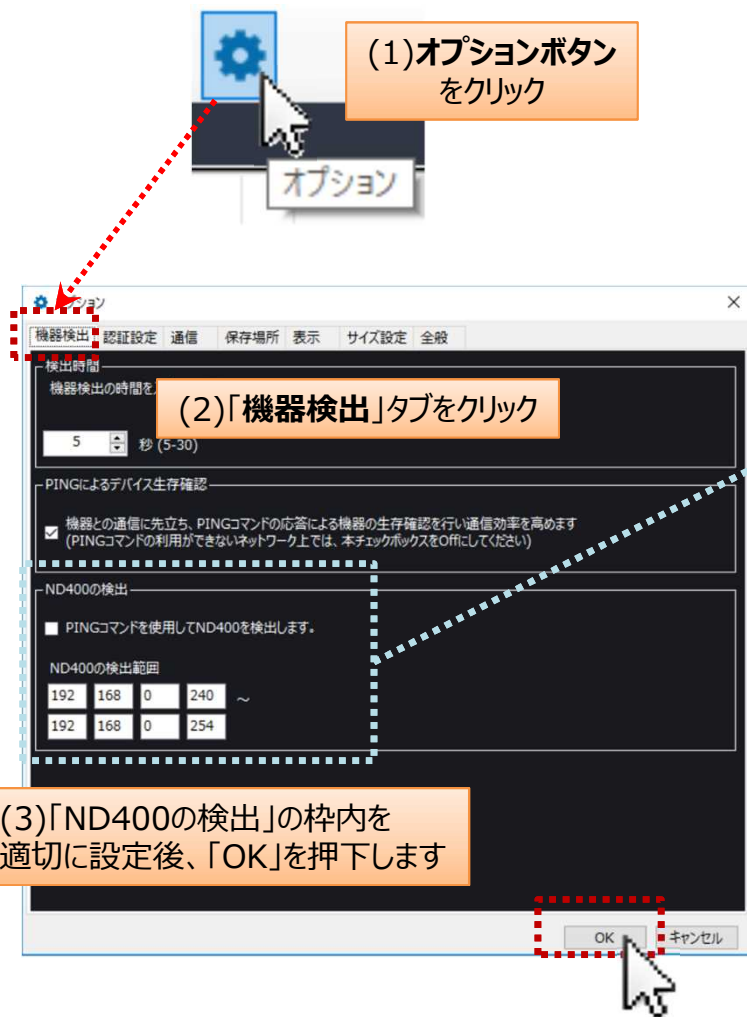 (1)オプションボタン
をクリック
オプション
オプション
機器検出 認証設定 通信 保存場所 表示 サイズ設定 全般
検出時間
機器検出の時間を
(2)「機器検出」タブをクリック
5 秒 (5-30)
PINGによるデバイス生存確認
機器との通信に先立ち、PINGコマンドの応答による機器の生存確認を行い通信効率を高めます
(PINGコマンドの利用ができないネットワーク上では、本チェックボックスをOffにしてください)
ND400の検出
PINGコマンドを使用してND400を検出します。
ND400の検出範囲
192 168 0 240 ～
192 168 0 254
(3)「ND400の検出」の枠内を
適切に設定後、「OK」を押下します
OK キャンセル